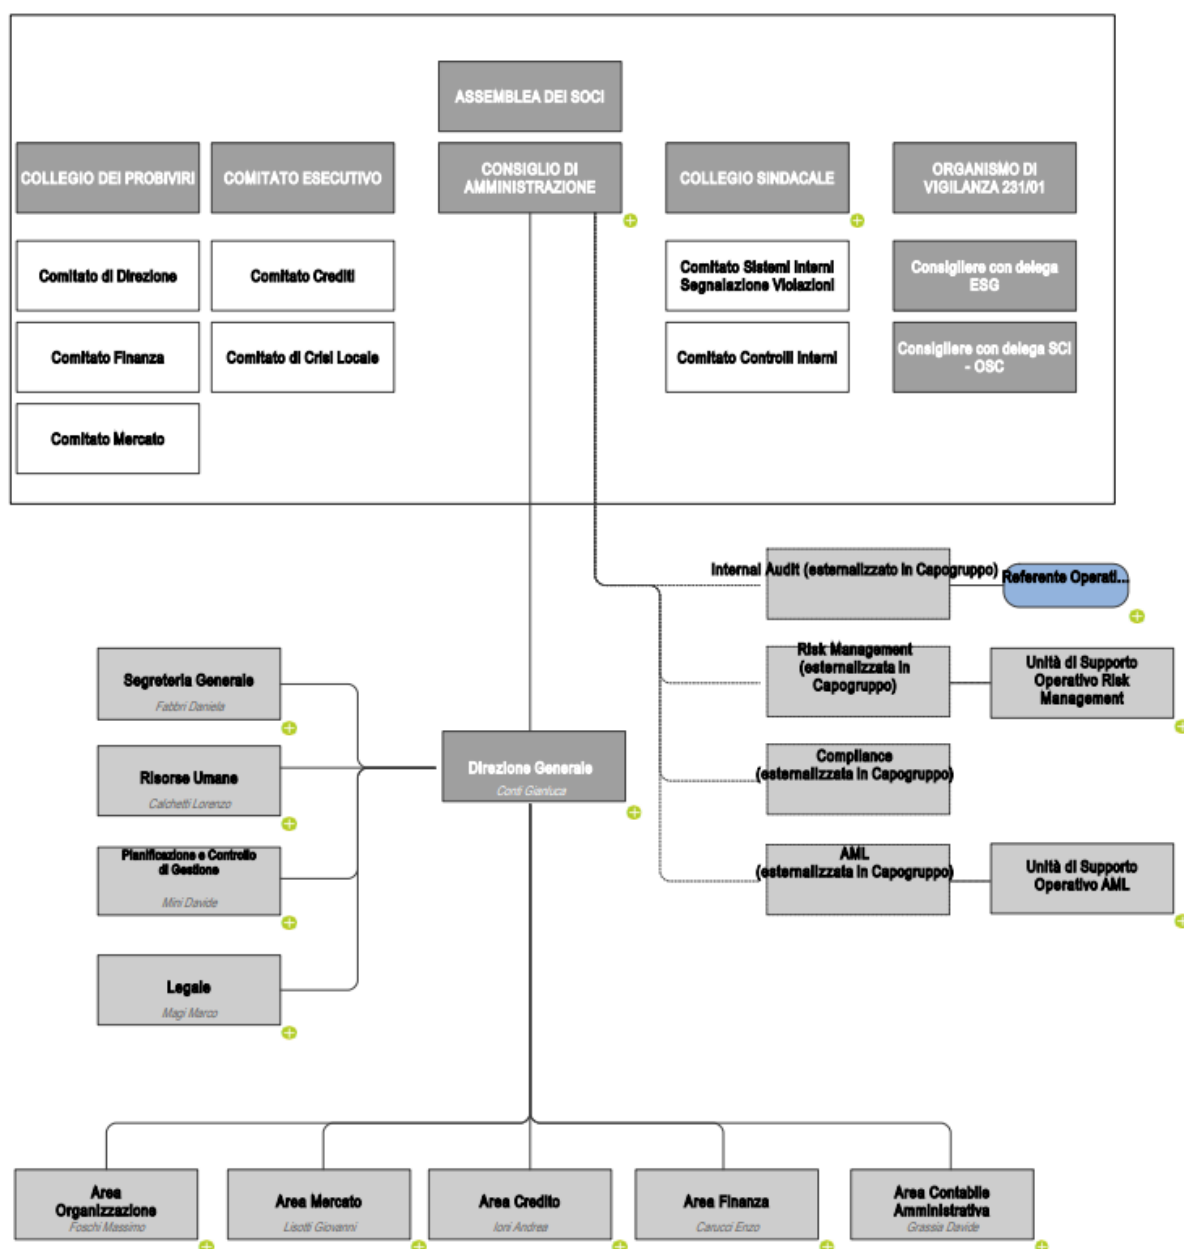 ASSEMBLEA DEI SOCI
COLLEGIO DEI PROBIVIRI
COMITATO ESECUTIVO
CONSIGLIO DI
AMMINISTRAZIONE
COLLEGIO SINDACALE
ORGANISMO DI
VIGILANZA 231/01
Comitato di Direzione
Comitato Crediti
Comitato Sistemi Interni
Segnalazione Violazioni
Consigliere con delega
ESG
Comitato Finanza
Comitato di Crisi Locale
Comitato Controlli Interni
Consigliere con delega SCI
- OSC
Comitato Mercato
Internal Audit (esternalizzato in Capogruppo)
Referente Operati...
Risk Management
(esternalizzata in
Capogruppo)
Unità di Supporto
Operativo Risk
Management
Segreteria Generale
Fabbri Daniela
Compliance
(esternalizzata in Capogruppo)
Risorse Umane
Calchetti Lorenzo
Direzione Generale
Conti Gianluca
Pianificazione e Controllo
di Gestione
Mini Davide
AML
(esternalizzata in Capogruppo)
Unità di Supporto
Operativo AML
Legale
Magi Marco
Area
Organizzazione
Foschi Massimo
Area Mercato
Lisotti Giovanni
Area Credito
Ioni Andrea
Area Finanza
Carucci Enzo
Area Contabile
Amministrativa
Grassia Davide